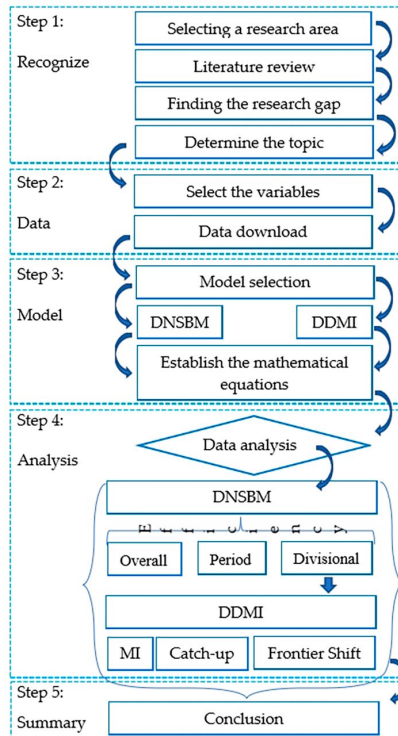 Step 1:
Recognize
Selecting a research area
Literature review
Finding the research gap
Determine the topic
Step 2:
Data
Select the variables
Data download
Step 3:
Model
Model selection
DNSBM
DDMI
Establish the mathematical
equations
Step 4:
Analysis
Data analysis
DNSBM
Efficiency
Overall
Period
Divisional
DDMI
MI
Catch-up
Frontier Shift
Step 5:
Summary
Conclusion